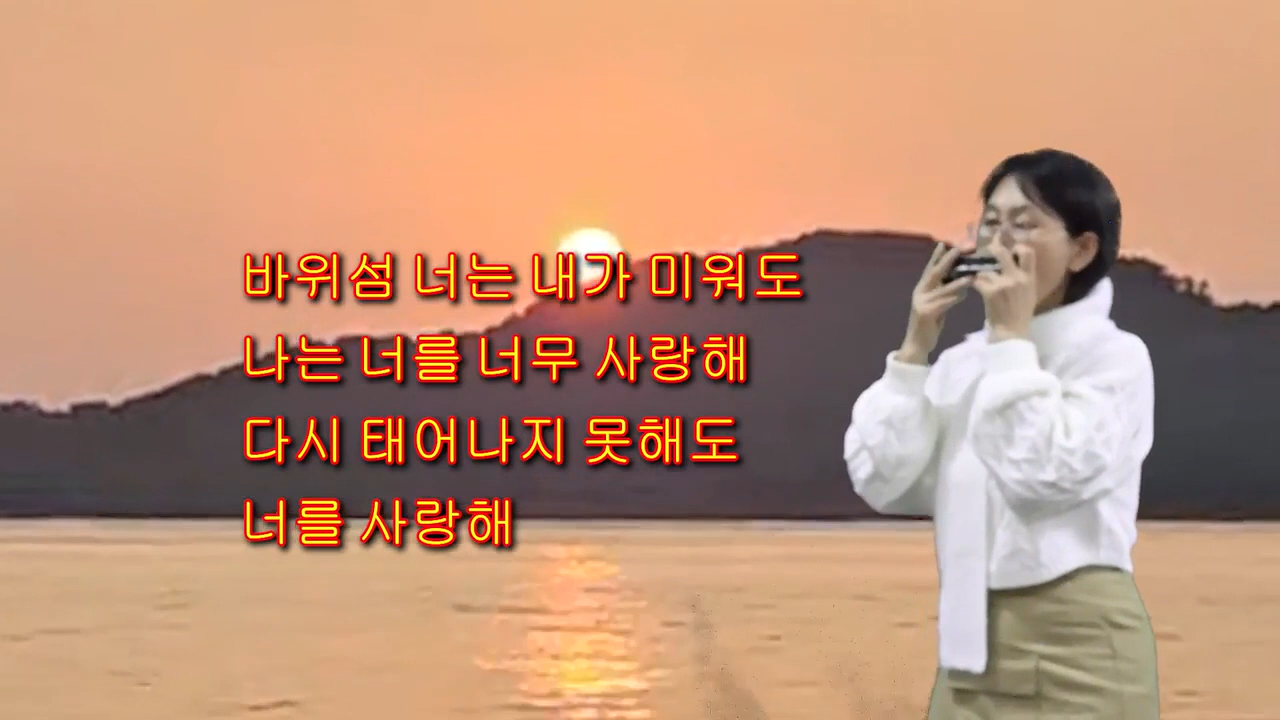 바위섬 너는 내가 미워도
나는 너를 너무 사랑해
다시 태어나지 못해도
너를 사랑해